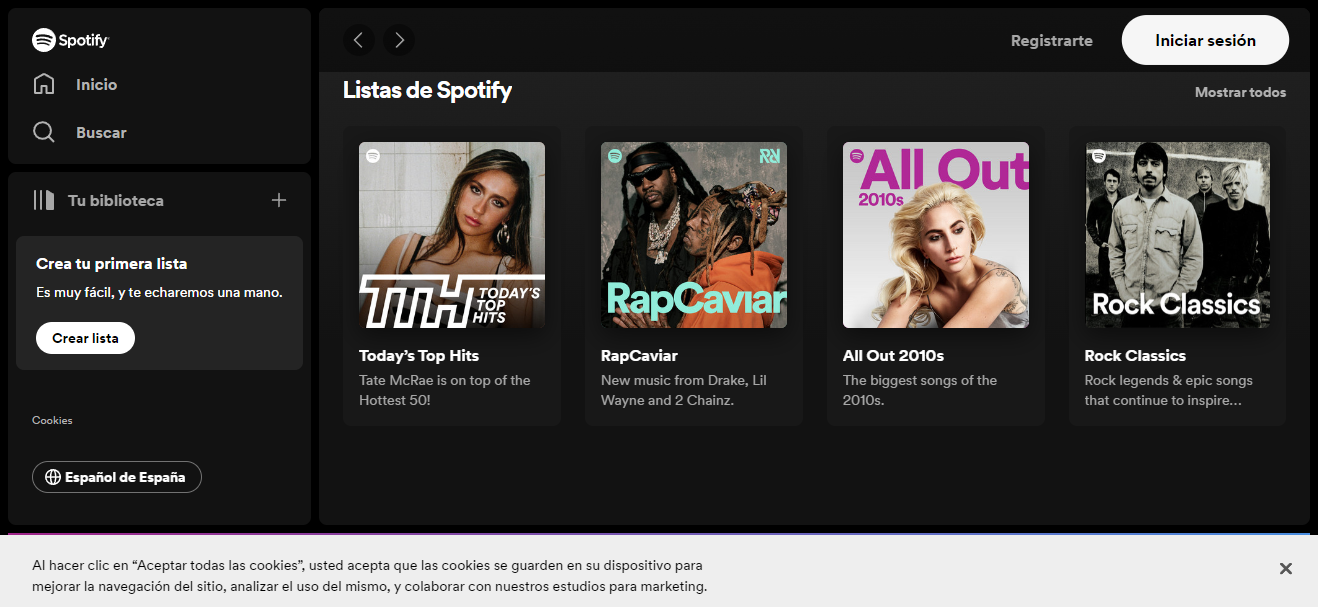 Spotify
Inicio
Buscar
Tu biblioteca
Crea tu primera lista
Es muy fácil, y te echaremos una mano.
Crear lista
Cookies
Español de España
Registrarte
Iniciar sesión
Listas de Spotify
Mostrar todos
TTH TODAY'S
TOP
HITS
Today's Top Hits
Tate McRae is on top of the
Hottest 50!
RapCaviar
RapCaviar
New music from Drake, Lil
Wayne and 2 Chainz.
All Out
2010s
All Out 2010s
The biggest songs of the
2010s.
Rock Classics
Rock Classics
Rock legends & epic songs
that continue to inspire...
Al hacer clic en “Aceptar todas las cookies”, usted acepta que las cookies se guarden en su dispositivo para
mejorar la navegación del sitio, analizar el uso del mismo, y colaborar con nuestros estudios para marketing.